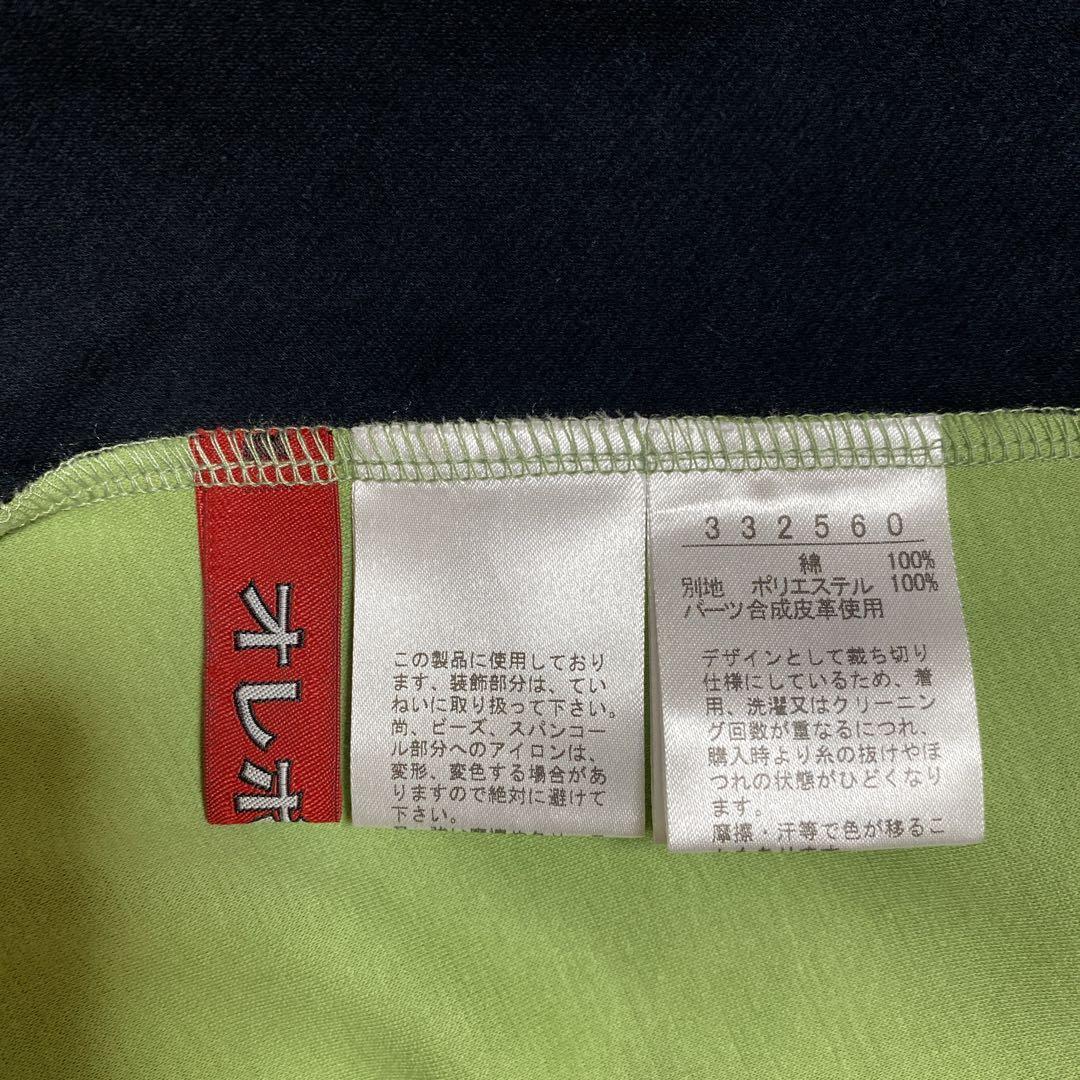 オレボ
この製品に使用しており
ます、装飾部分は、てい
ねいに取り扱って下さい。
尚、ビーズ、スパンコー
ル部分へのアイロンは、
変形、変色する場合があ
りますので絶対に避けて
下さい。
332560
綿 100%
別地 ポリエステル 100%
パーツ合成皮革使用
デザインとして裁ち切り
仕様にしているため、着
用、洗濯又はクリーニン
グ回数が重なるにつれ、
購入時より糸の抜けやほ
つれの状態がひどくなり
ます。
摩擦・汗等で色が移るこ